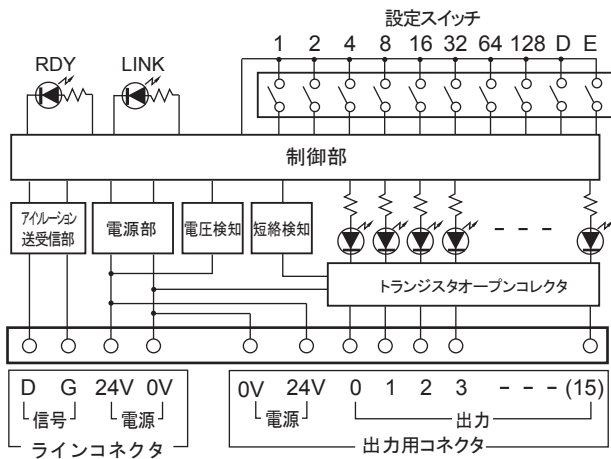 設定スイッチ
1 2 4 8 16 32 64 128 D E
RDY LINK
制御部
アイソレーション
送受信部
電源部
電圧検知
短絡検知
トランジスタオープンコレクタ
D G 24V 0V
信号 電源
ラインコネクタ
0V 24V 0 1 2 3 - - - (15)
電源 出力
出力用コネクタ